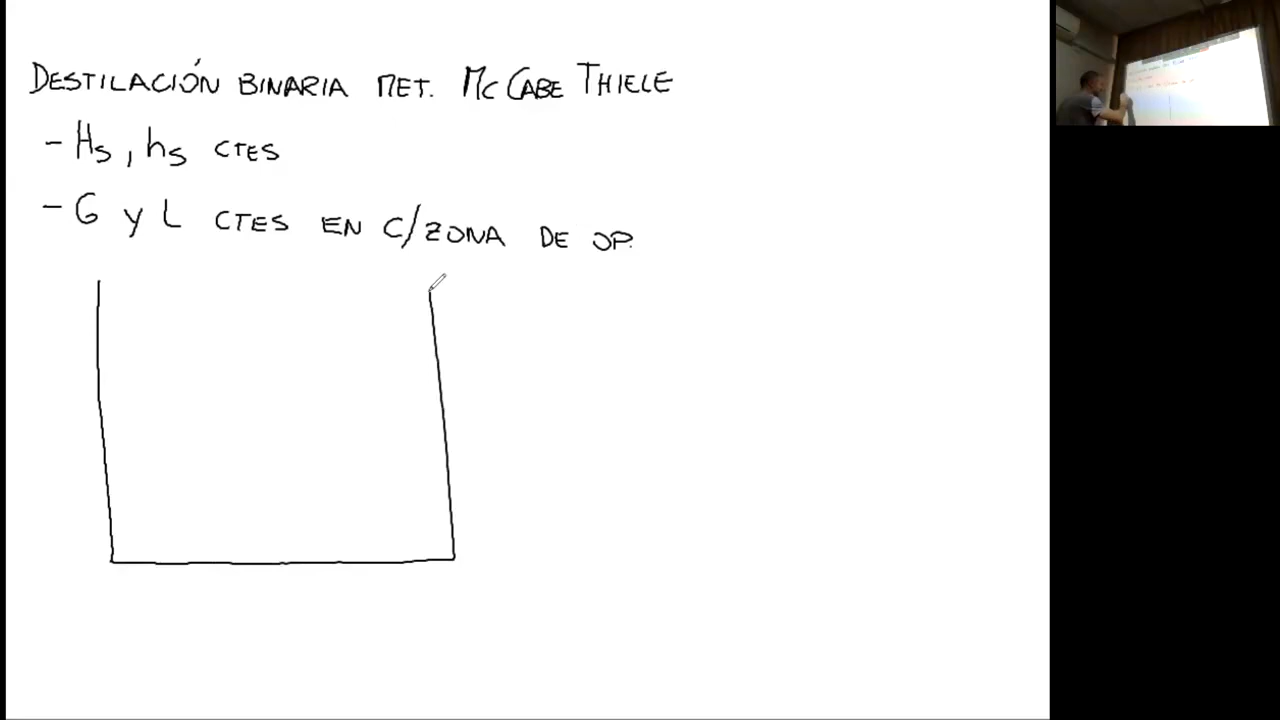 DESTILACIÓN BINARIA MET. McCABE THIELE
- Hs, hs CTES
- G y L CTES EN C/ZONA DE OP.